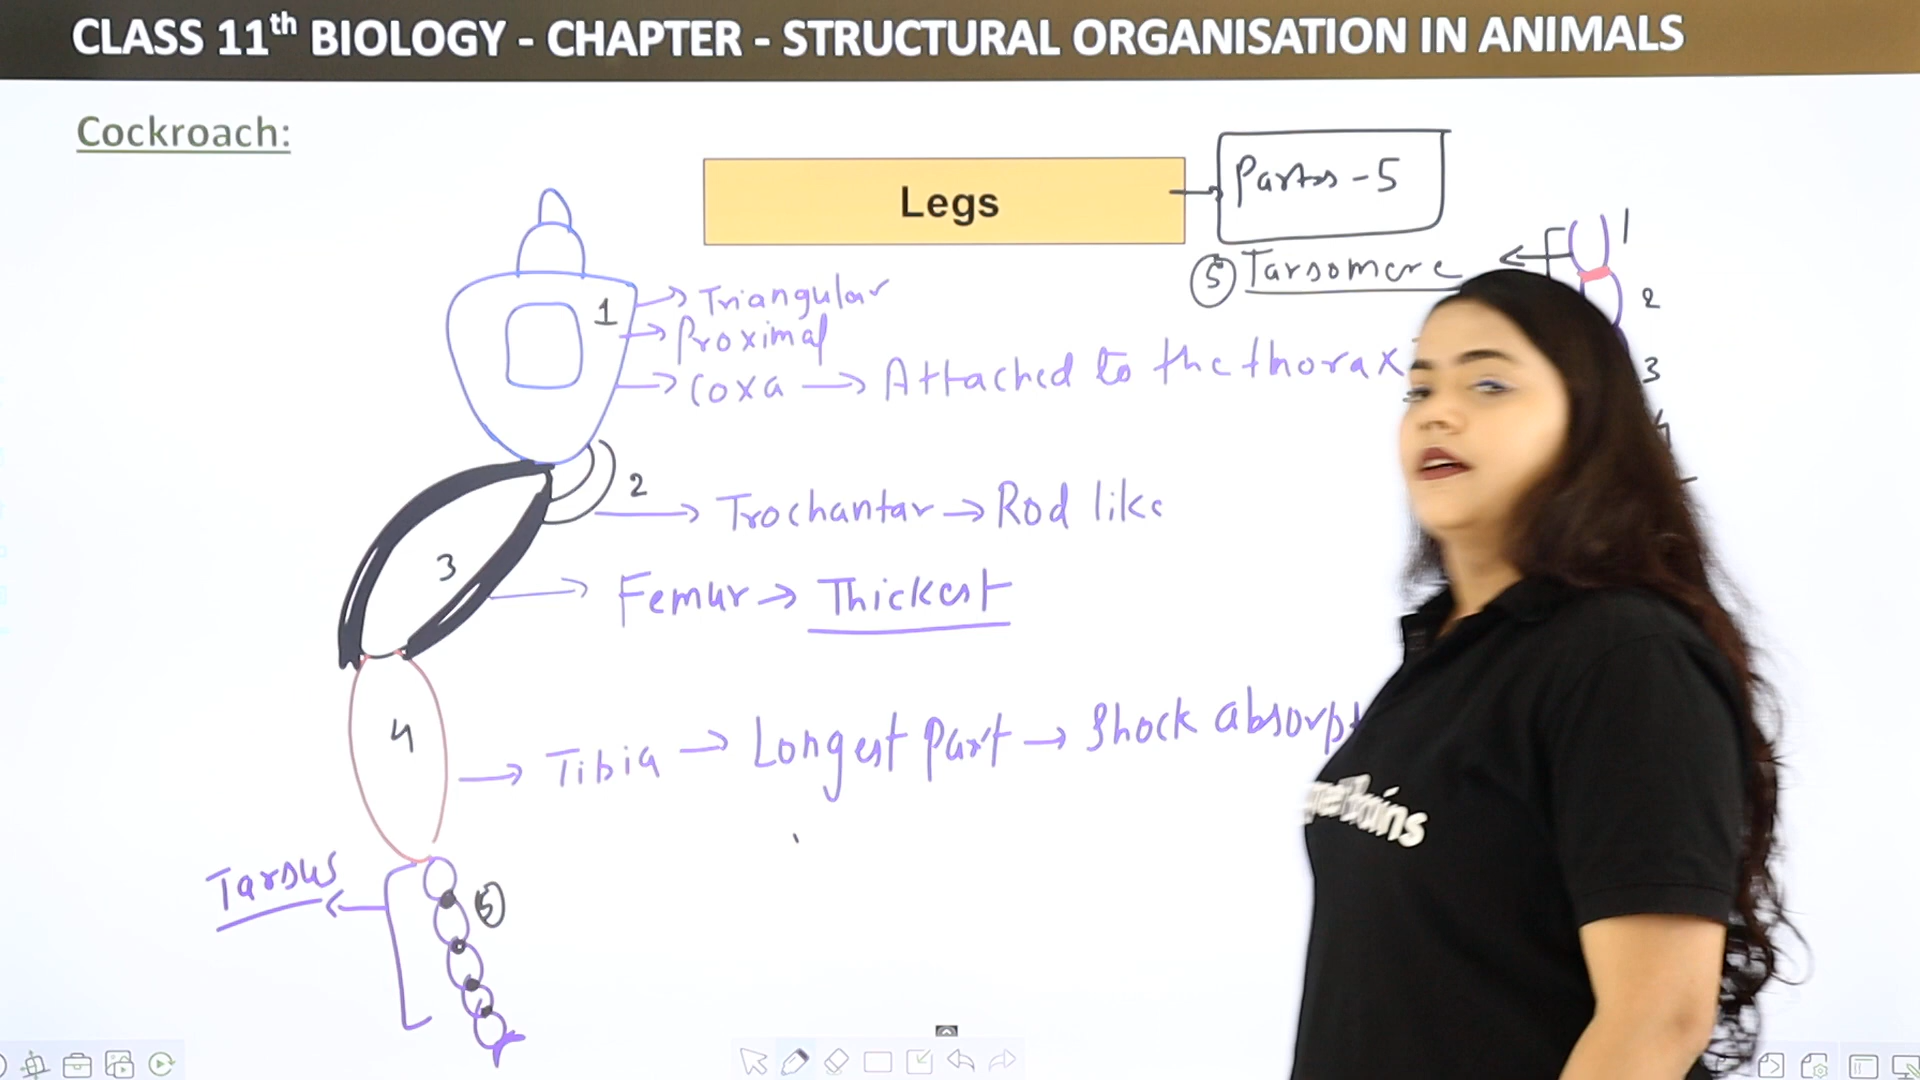 CLASS 11th BIOLOGY - CHAPTER - STRUCTURAL ORGANISATION IN ANIMALS
Cockroach:
Legs
Parts - 5
5 Tarsomere
1
2
3
4
1
Triangular
Proximal
Coxa → Attached to the thorax
2
Trochantar → Rod like
3
Femur → Thickest
4
Tibia → Longest Part → Shock absorp
Tarsus
5